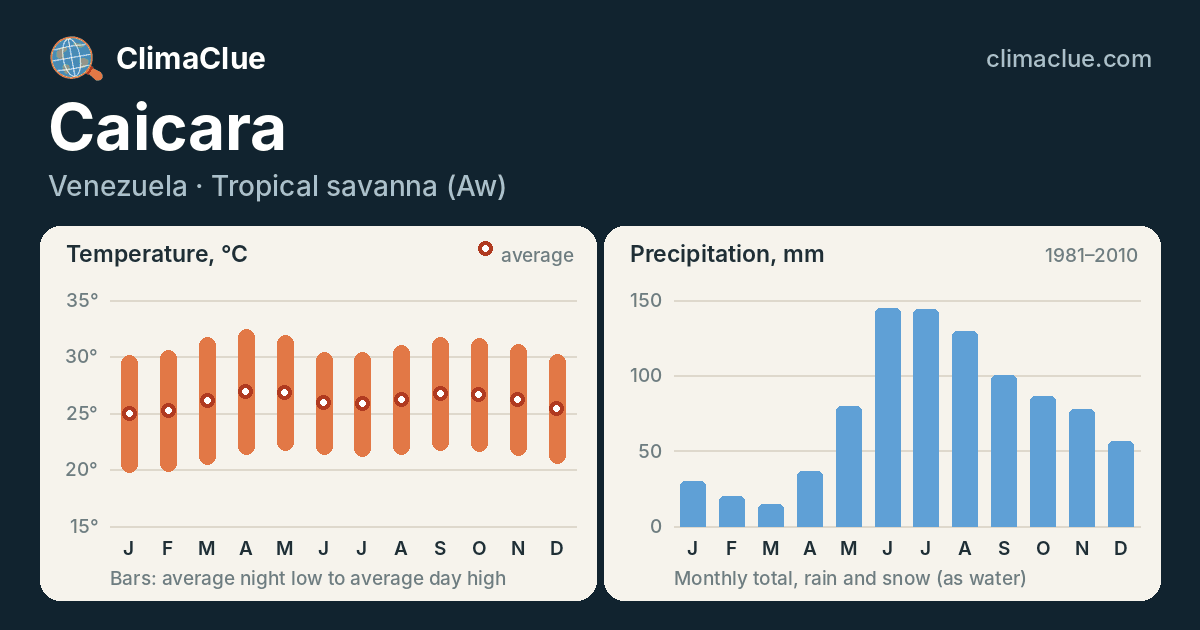 ClimaClue
climaclue.com
Caicara
Venezuela · Tropical savanna (Aw)
Temperature, °C
average
35°
30°
25°
20°
15°
J F M A M J J A S O N D
Bars: average night low to average day high
Precipitation, mm
1981–2010
150
100
50
0
J F M A M J J A S O N D
Monthly total, rain and snow (as water)